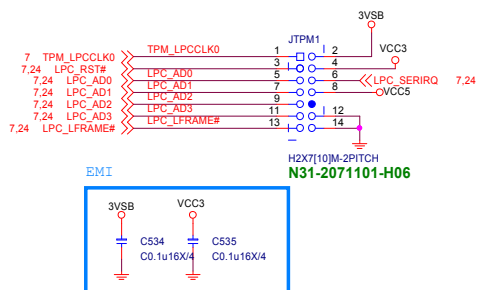 3VSB
JTPM1
VCC3
7 TPM_LPCCLK0 TPM_LPCCLK0 1 2
7,24 LPC_RST# 3 4
7,24 LPC_AD0 LPC_AD0 5 6 LPC_SERIRQ 7,24
7,24 LPC_AD1 LPC_AD1 7 8 VCC5
7,24 LPC_AD2 LPC_AD2 9
7,24 LPC_AD3 LPC_AD3 11 12
7,24 LPC_LFRAME# LPC_LFRAME# 13 14
H2X7[10]M-2PITCH
N31-2071101-H06
EMI
3VSB VCC3
C534 C535
C0.1u16X/4 C0.1u16X/4